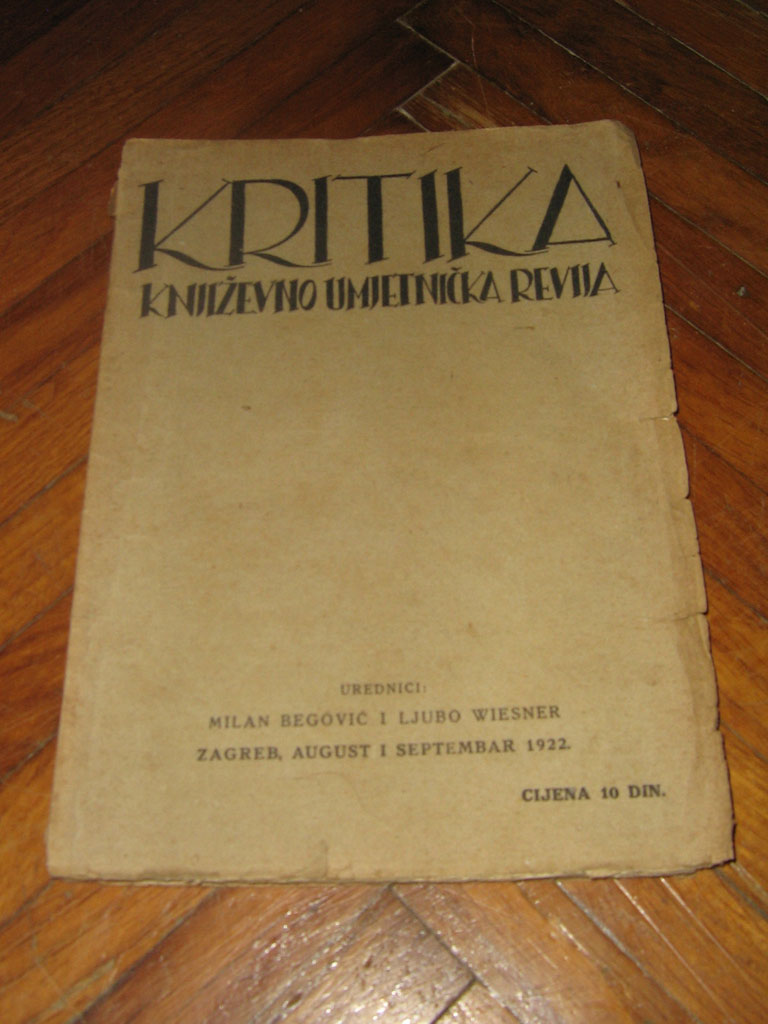 KRITIKA
KNJIŽEVNO UMJETNIČKA REVIJA
UREDNICI:
MILAN BEGOVIĆ I LJUBO WIESNER
ZAGREB, AUGUST I SEPTEMBAR 1922.
CIJENA 10 DIN.